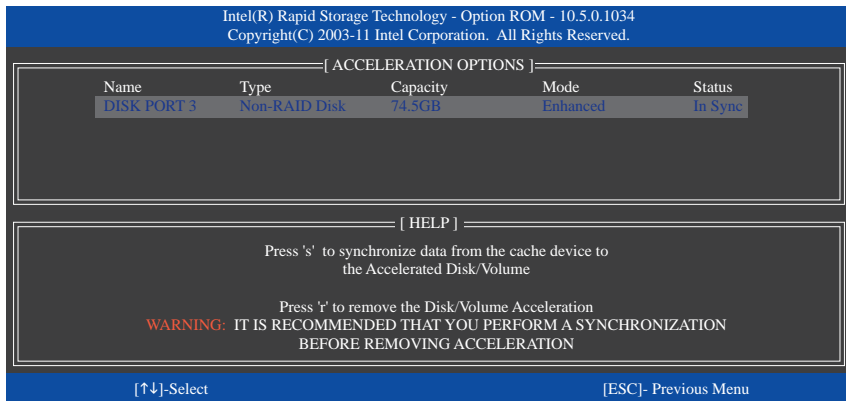 Intel(R) Rapid Storage Technology - Option ROM - 10.5.0.1034
Copyright(C) 2003-11 Intel Corporation.  All Rights Reserved.
[ ACCELERATION OPTIONS ]
Name Type Capacity Mode Status
DISK PORT 3 Non-RAID Disk 74.5GB Enhanced In Sync
[ HELP ]
Press 's'  to synchronize data from the cache device to
the Accelerated Disk/Volume
Press 'r' to remove the Disk/Volume Acceleration
WARNING:  IT IS RECOMMENDED THAT YOU PERFORM A SYNCHRONIZATION
BEFORE REMOVING ACCELERATION
[↑↓]-Select [ESC]- Previous Menu